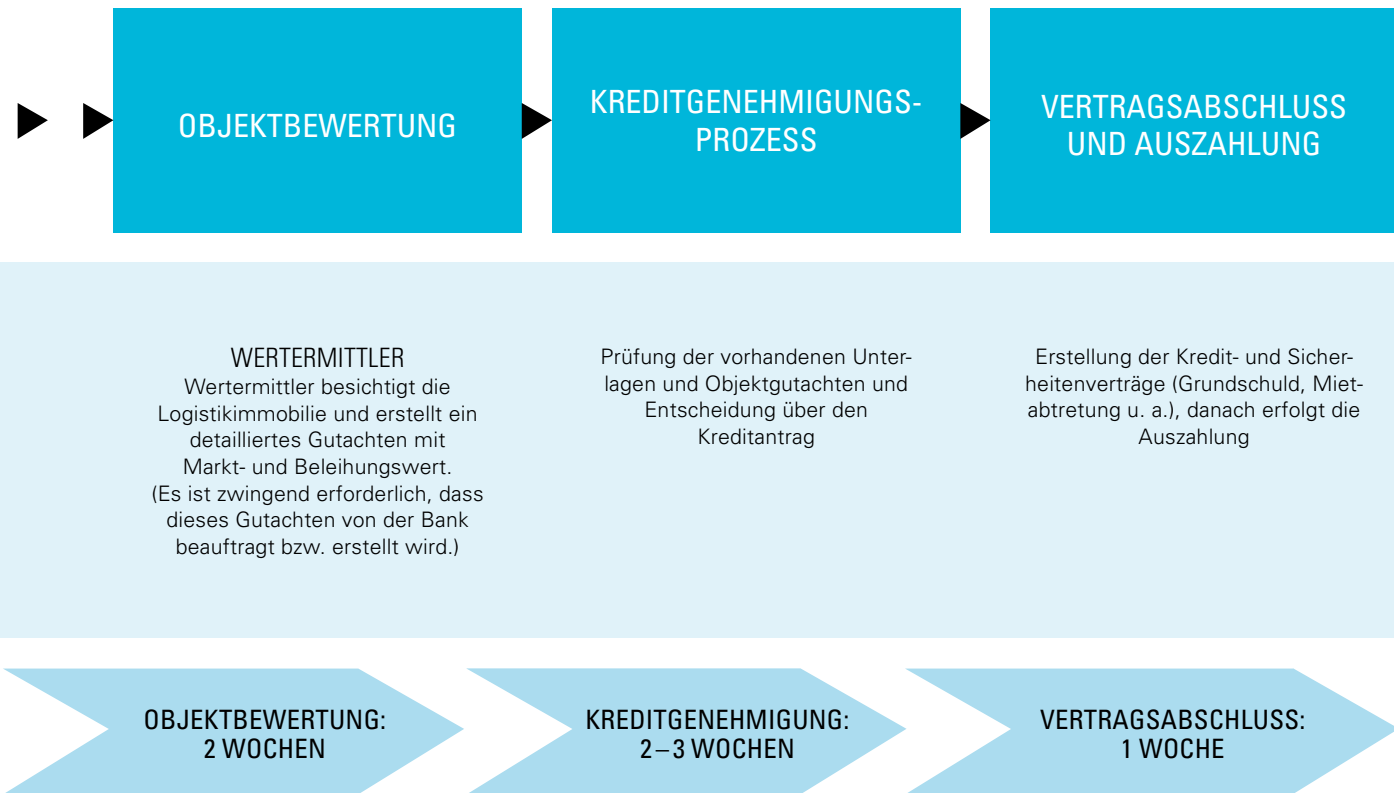 OBJEKTBEWERTUNG
KREDITGENEHMIGUNGS-
PROZESS
VERTRAGSABSCHLUSS
UND AUSZAHLUNG
WERTERMITTLER
Wertermittler besichtigt die
Logistikimmobilie und erstellt ein
detailliertes Gutachten mit
Markt- und Beleihungswert.
(Es ist zwingend erforderlich, dass
dieses Gutachten von der Bank
beauftragt bzw. erstellt wird.)
Prüfung der vorhandenen Unter-
lagen und Objektgutachten und
Entscheidung über den
Kreditantrag
Erstellung der Kredit- und Sicher-
heitenverträge (Grundschuld, Miet-
abtretung u. a.), danach erfolgt die
Auszahlung
OBJEKTBEWERTUNG:
2 WOCHEN
KREDITGENEHMIGUNG:
2–3 WOCHEN
VERTRAGSABSCHLUSS:
1 WOCHE